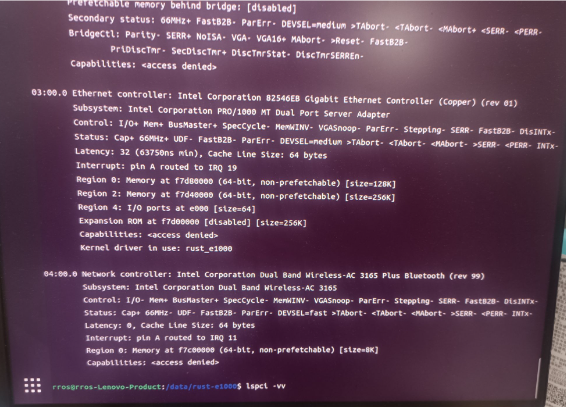 Prefetchable memory behind bridge: [disabled]
Secondary status: 66MHz+ FastB2B- ParErr- DEVSEL=medium >TAbort- <TAbort- <MAbort+ <SERR- <PERR-
BridgeCtl: Parity- SERR+ NoISA- VGA- VGA16+ MAbort- >Reset- FastB2B-
PriDiscTmr- SecDiscTmr+ DiscTmrStat- DiscTmrSERREn-
Capabilities: <access denied>
03:00.0 Ethernet controller: Intel Corporation 82546EB Gigabit Ethernet Controller (Copper) (rev 01)
Subsystem: Intel Corporation PRO/1000 MT Dual Port Server Adapter
Control: I/O+ Mem+ BusMaster+ SpecCycle- MemWINV- VGASnoop- ParErr- Stepping- SERR- FastB2B- DisINTx-
Status: Cap+ 66MHz+ UDF- FastB2B- ParErr- DEVSEL=medium >TAbort- <TAbort- <MAbort- >SERR- <PERR- INTx-
Latency: 32 (63750ns min), Cache Line Size: 64 bytes
Interrupt: pin A routed to IRQ 19
Region 0: Memory at f7d80000 (64-bit, non-prefetchable) [size=128K]
Region 2: Memory at f7d40000 (64-bit, non-prefetchable) [size=256K]
Region 4: I/O ports at e000 [size=64]
Expansion ROM at f7d00000 [disabled] [size=256K]
Capabilities: <access denied>
Kernel driver in use: rust_e1000
04:00.0 Network controller: Intel Corporation Dual Band Wireless-AC 3165 Plus Bluetooth (rev 99)
Subsystem: Intel Corporation Dual Band Wireless-AC 3165
Control: I/O- Mem+ BusMaster+ SpecCycle- MemWINV- VGASnoop- ParErr- Stepping- SERR- FastB2B- DisINTx-
Status: Cap+ 66MHz- UDF- FastB2B- ParErr- DEVSEL=fast >TAbort- <TAbort- <MAbort- >SERR- <PERR- INTx-
Latency: 0, Cache Line Size: 64 bytes
Interrupt: pin A routed to IRQ 11
Region 0: Memory at f7c00000 (64-bit, non-prefetchable) [size=8K]
Capabilities: <access denied>
rros@rros-Lenovo-Product:/data/rust-e1000$ lspci -vv